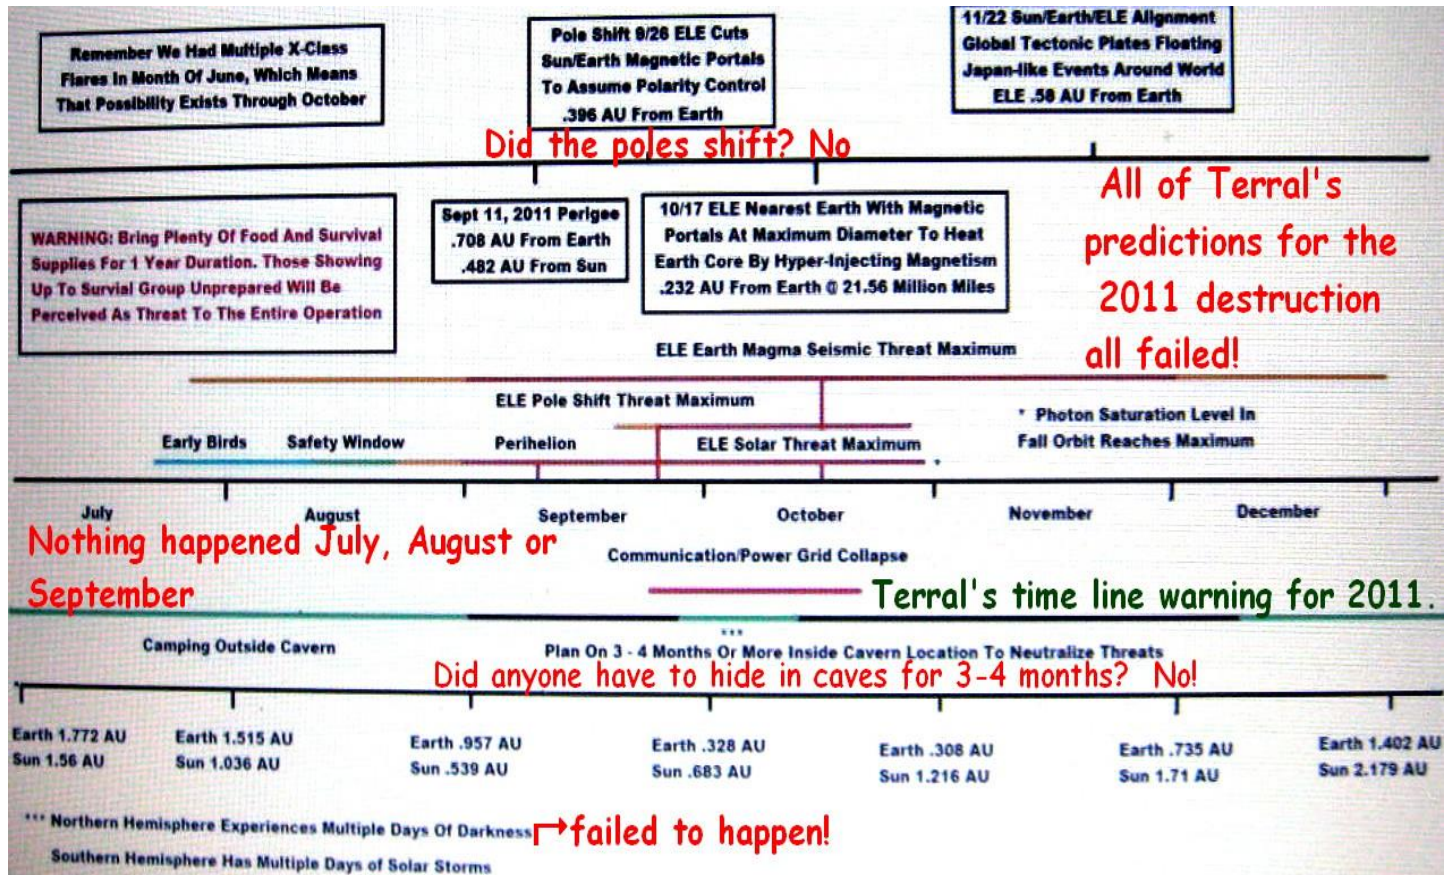 Remember We Had Multiple X-Class
Flares In Month Of June, Which Means
That Possibility Exists Through October
Pole Shift 9/26 ELE Cuts
Sun/Earth Magnetic Portals
To Assume Polarity Control
.396 AU From Earth
11/22 Sun/Earth/ELE Alignment
Global Tectonic Plates Floating
Japan-like Events Around World
ELE .58 AU From Earth
Did the poles shift? No
WARNING: Bring Plenty Of Food And Survival
Supplies For 1 Year Duration. Those Showing
Up To Survial Group Unprepared Will Be
Perceived As Threat To The Entire Operation
Sept 11, 2011 Perigee
.708 AU From Earth
.482 AU From Sun
10/17 ELE Nearest Earth With Magnetic
Portals At Maximum Diameter To Heat
Earth Core By Hyper-Injecting Magnetism
.232 AU From Earth @ 21.56 Million Miles
All of Terral's
predictions for the
2011 destruction
all failed!
ELE Earth Magma Seismic Threat Maximum
ELE Pole Shift Threat Maximum
* Photon Saturation Level In
Fall Orbit Reaches Maximum
Early Birds Safety Window Perihelion ELE Solar Threat Maximum
*
July August September October November December
Nothing happened July, August or
September
Communication/Power Grid Collapse
Terral's time line warning for 2011.
***
Camping Outside Cavern
Plan On 3 - 4 Months Or More Inside Cavern Location To Neutralize Threats
Did anyone have to hide in caves for 3-4 months? No!
Earth 1.772 AU
Sun 1.56 AU
Earth 1.515 AU
Sun 1.036 AU
Earth .957 AU
Sun .539 AU
Earth .328 AU
Sun .683 AU
Earth .308 AU
Sun 1.216 AU
Earth .735 AU
Sun 1.71 AU
Earth 1.402 AU
Sun 2.179 AU
*** Northern Hemisphere Experiences Multiple Days Of Darkness
failed to happen!
Southern Hemisphere Has Multiple Days of Solar Storms